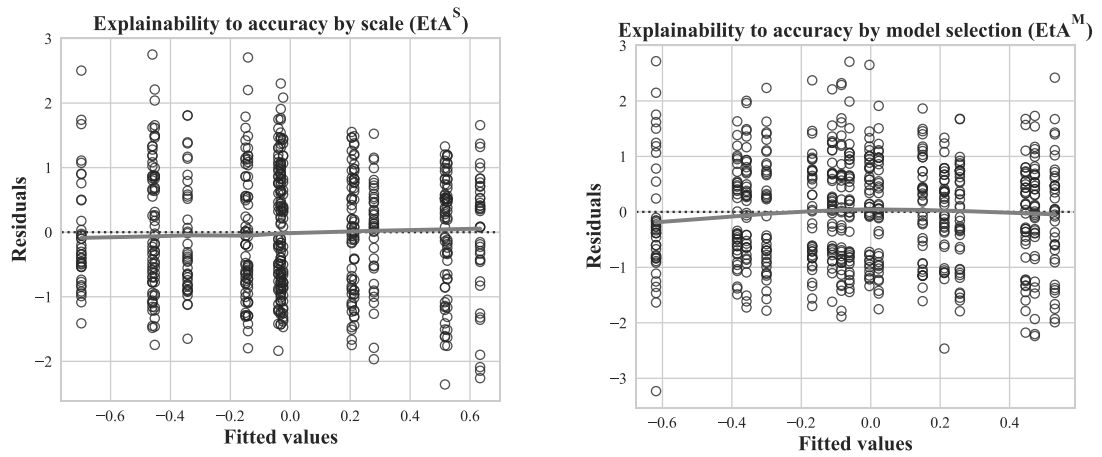 Explainability to accuracy by scale (EtA^S)
3
2
1
0
−1
−2
Residuals
−0.6 −0.4 −0.2 0.0 0.2 0.4 0.6
Fitted values
Explainability to accuracy by model selection (EtA^M)
3
2
1
0
−1
−2
−3
Residuals
−0.6 −0.4 −0.2 0.0 0.2 0.4
Fitted values